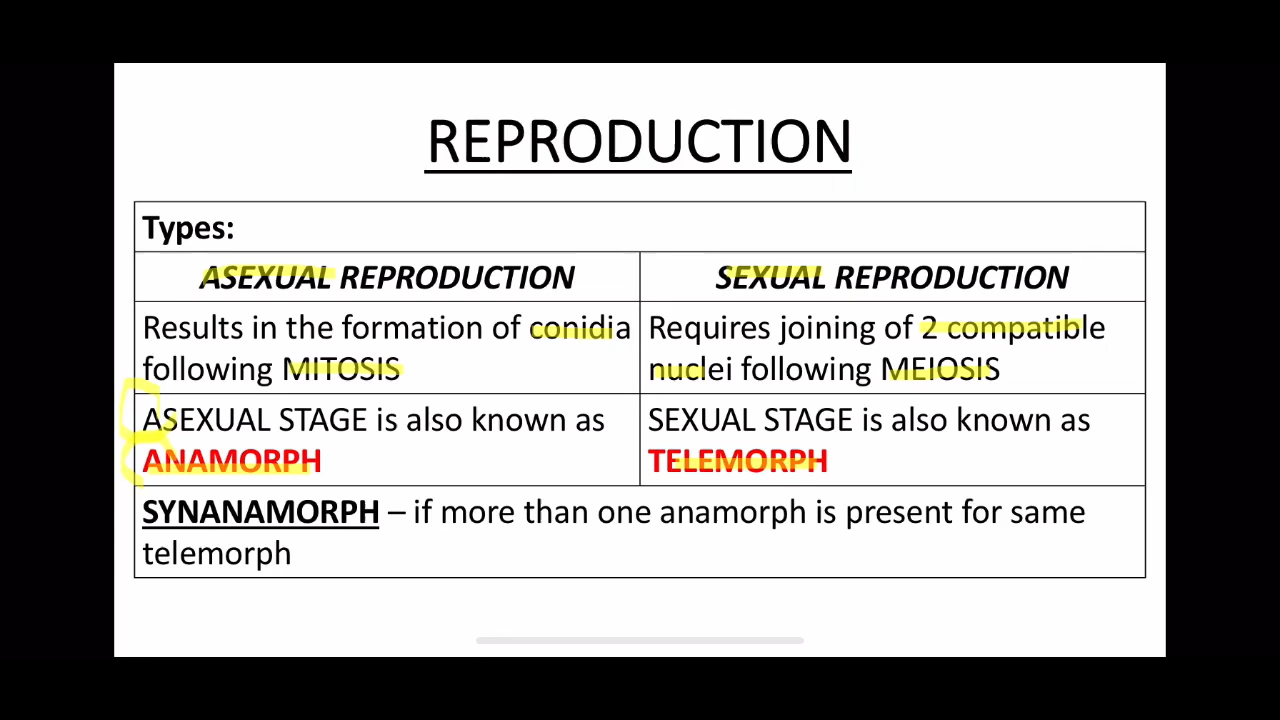 REPRODUCTION
Types:
ASEXUAL REPRODUCTION
SEXUAL REPRODUCTION
Results in the formation of conidia
following MITOSIS
Requires joining of 2 compatible
nuclei following MEIOSIS
ASEXUAL STAGE is also known as
ANAMORPH
SEXUAL STAGE is also known as
TELEMORPH
SYNANAMORPH – if more than one anamorph is present for same
telemorph